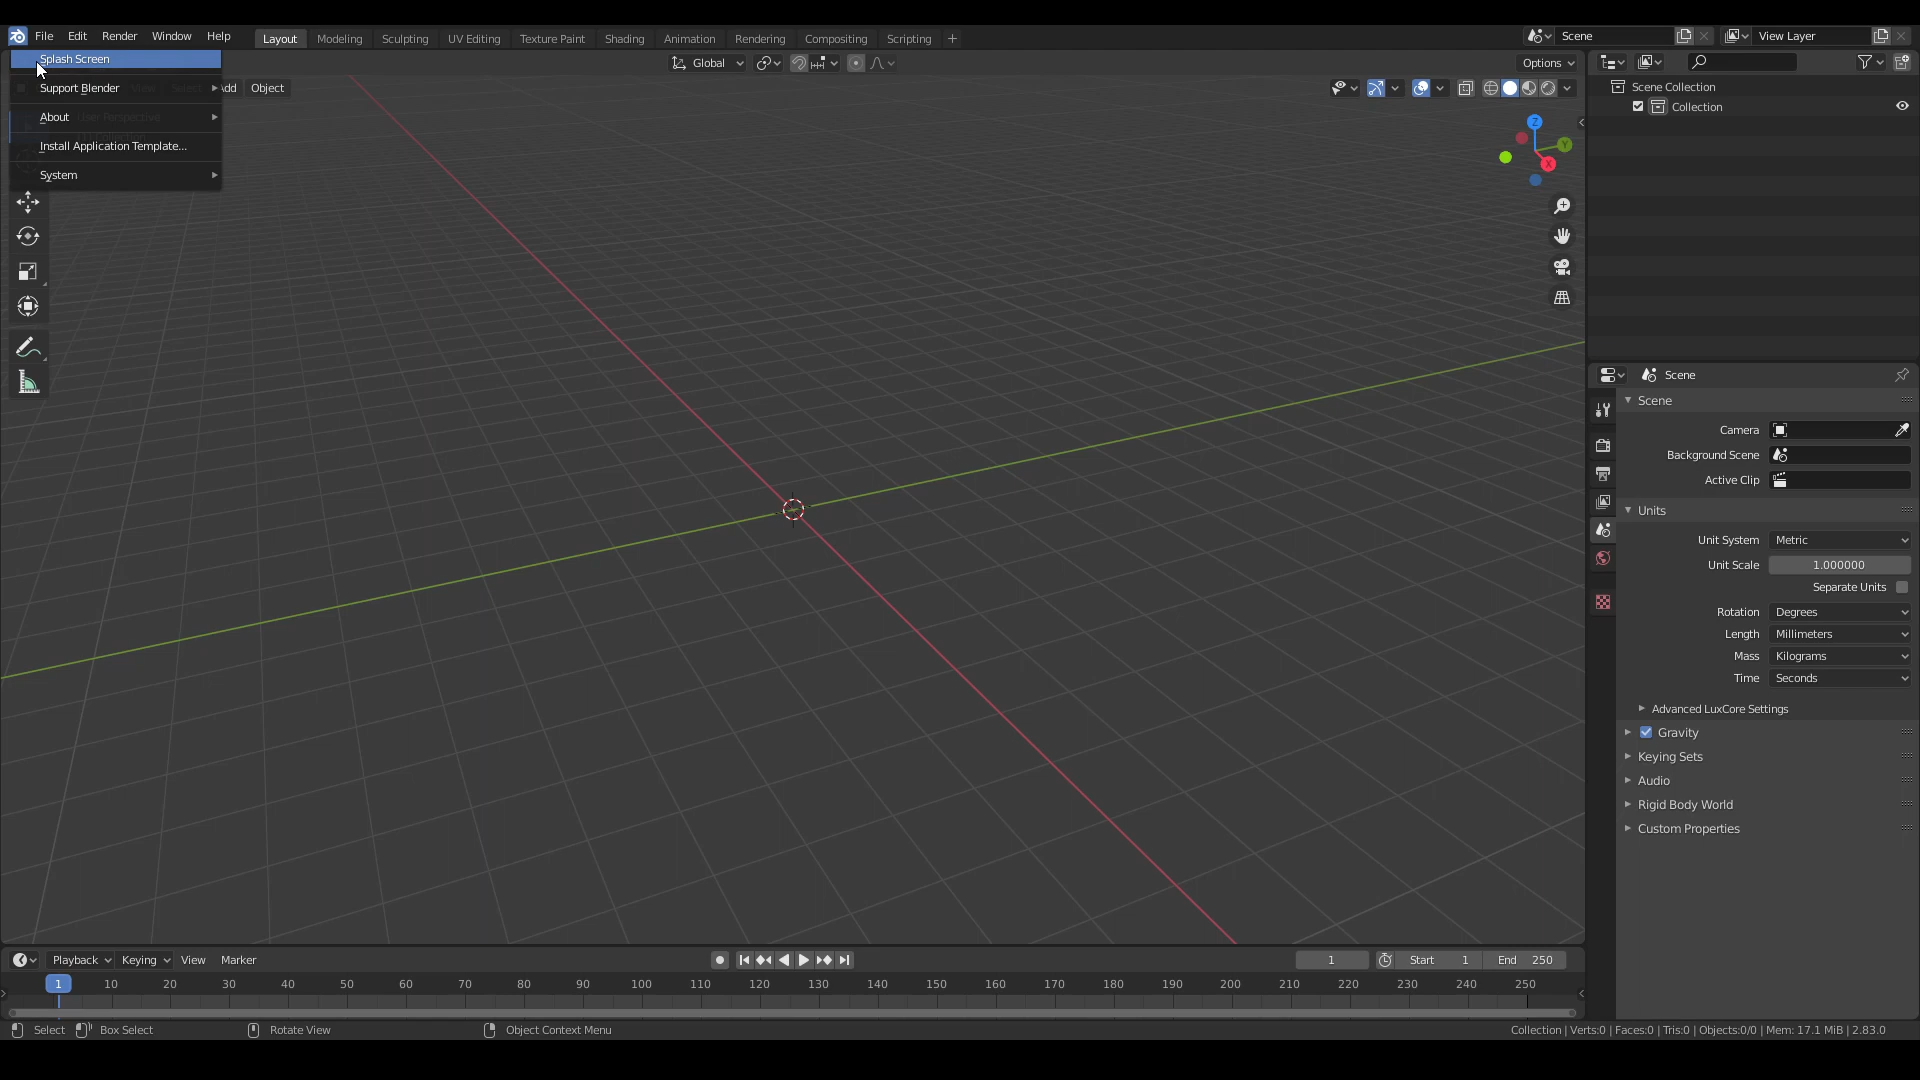 File Edit Render Window Help Layout Modeling Sculpting UV Editing Texture Paint Shading Animation Rendering Compositing Scripting + Scene View Layer
Splash Screen
Support Blender
About
Install Application Template...
System
Add Object
User Perspective
Global
Options
Z
Y
X
Scene Collection
Collection
Scene
Scene
Camera
Background Scene
Active Clip
Units
Unit System Metric
Unit Scale 1.000000
Separate Units
Rotation Degrees
Length Millimeters
Mass Kilograms
Time Seconds
Advanced LuxCore Settings
Gravity
Keying Sets
Audio
Rigid Body World
Custom Properties
Playback Keying View Marker 1 Start 1 End 250
1 10 20 30 40 50 60 70 80 90 100 110 120 130 140 150 160 170 180 190 200 210 220 230 240 250
Select Box Select Rotate View Object Context Menu Collection | Verts:0 | Faces:0 | Tris:0 | Objects:0/0 | Mem: 17.1 MiB | 2.83.0